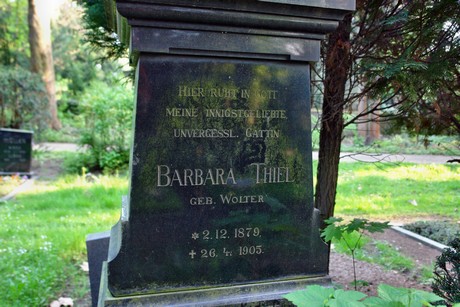 HIER RUHT IN GOTT
MEINE INNIGSTGELIEBTE
UNVERGESSL. GATTIN
BARBARA THIEL
GEB. WOLTER
* 2. 12. 1879.
† 26. 4. 1905.